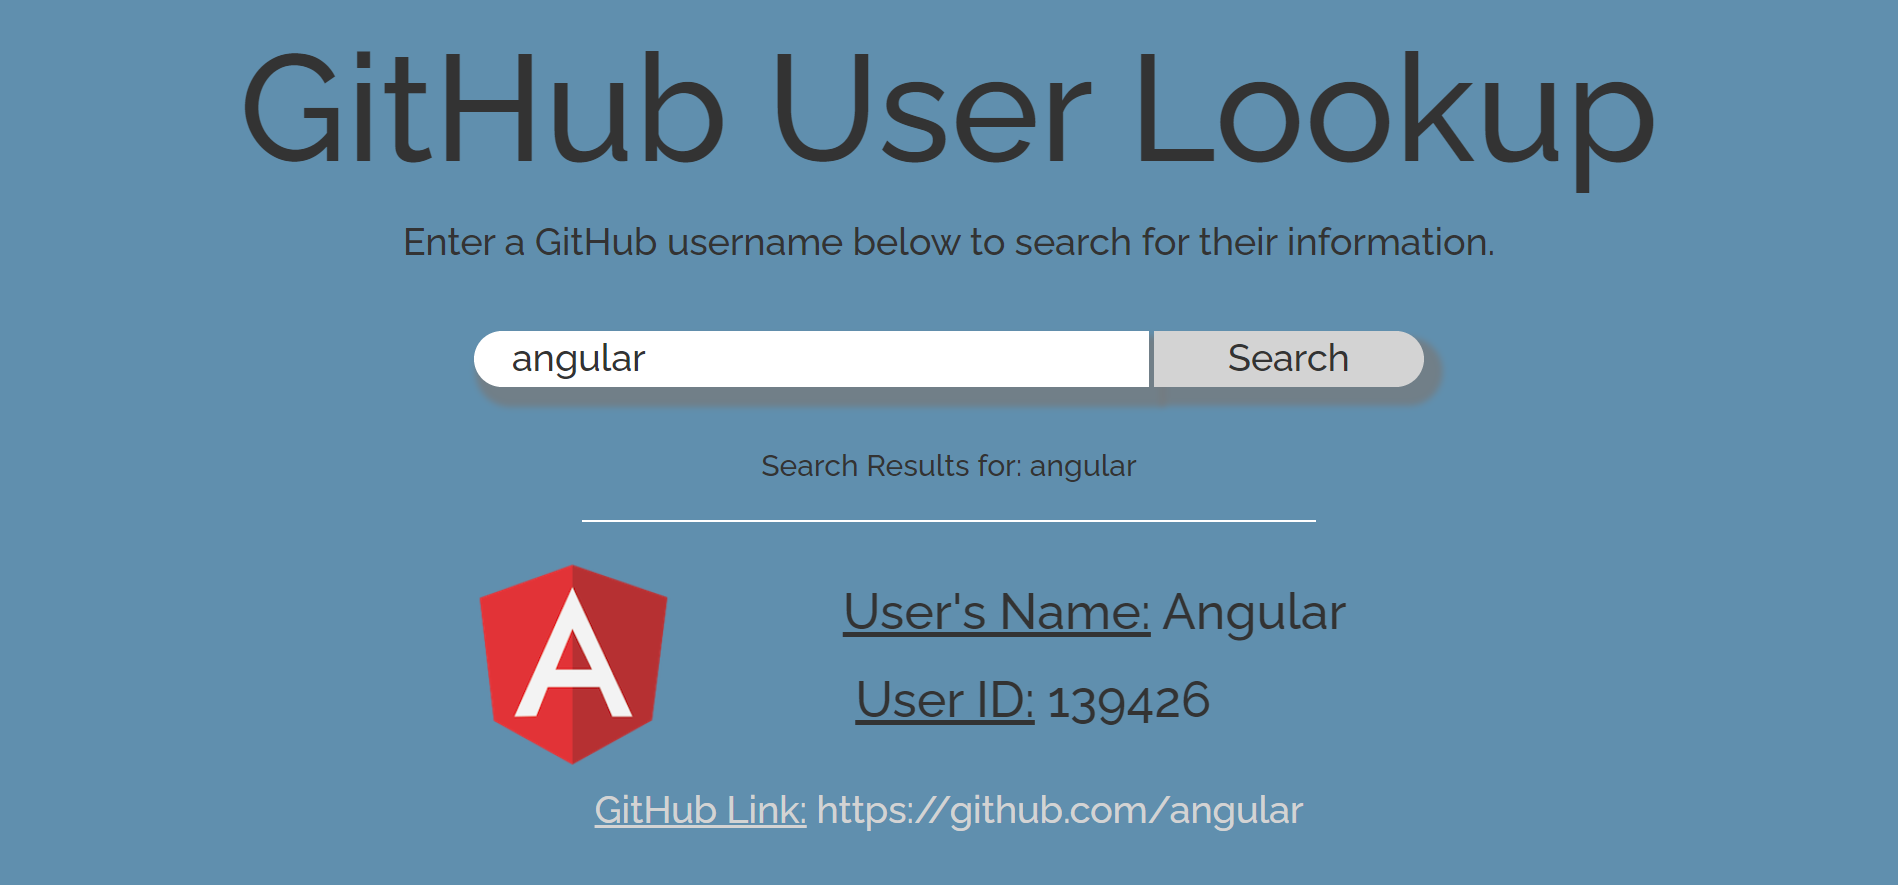 GitHub User Lookup
Enter a GitHub username below to search for their information.
angular
Search
Search Results for: angular
A
User's Name: Angular
User ID: 139426
GitHub Link: https://github.com/angular